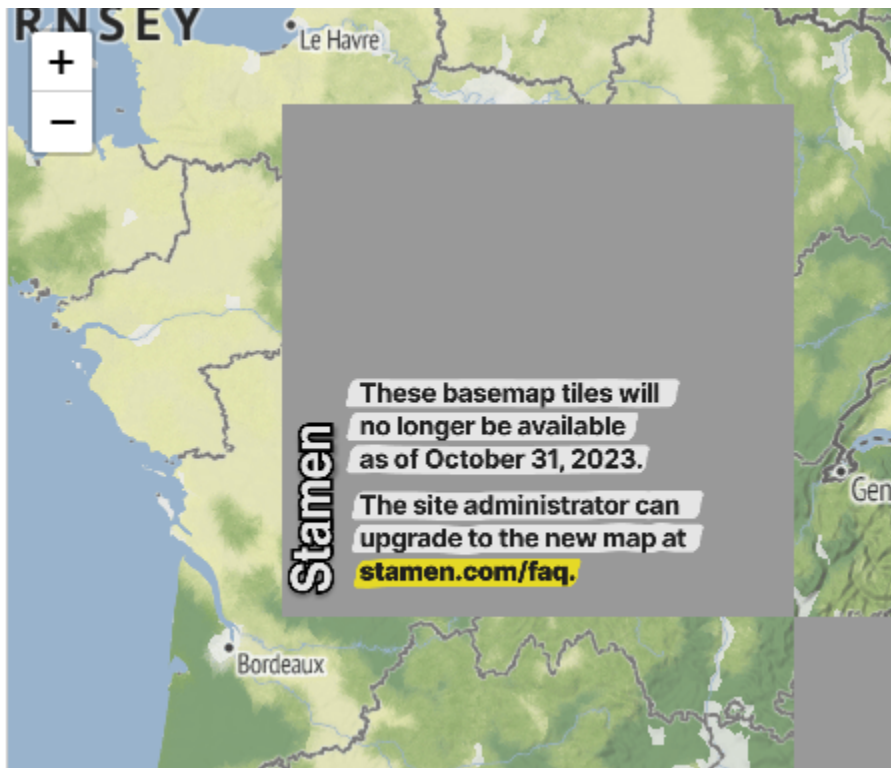 RNSEY
+
Le Havre
−
These basemap tiles will
no longer be available
as of October 31, 2023.
Stamen
The site administrator can
upgrade to the new map at
stamen.com/faq.
Gen
Bordeaux